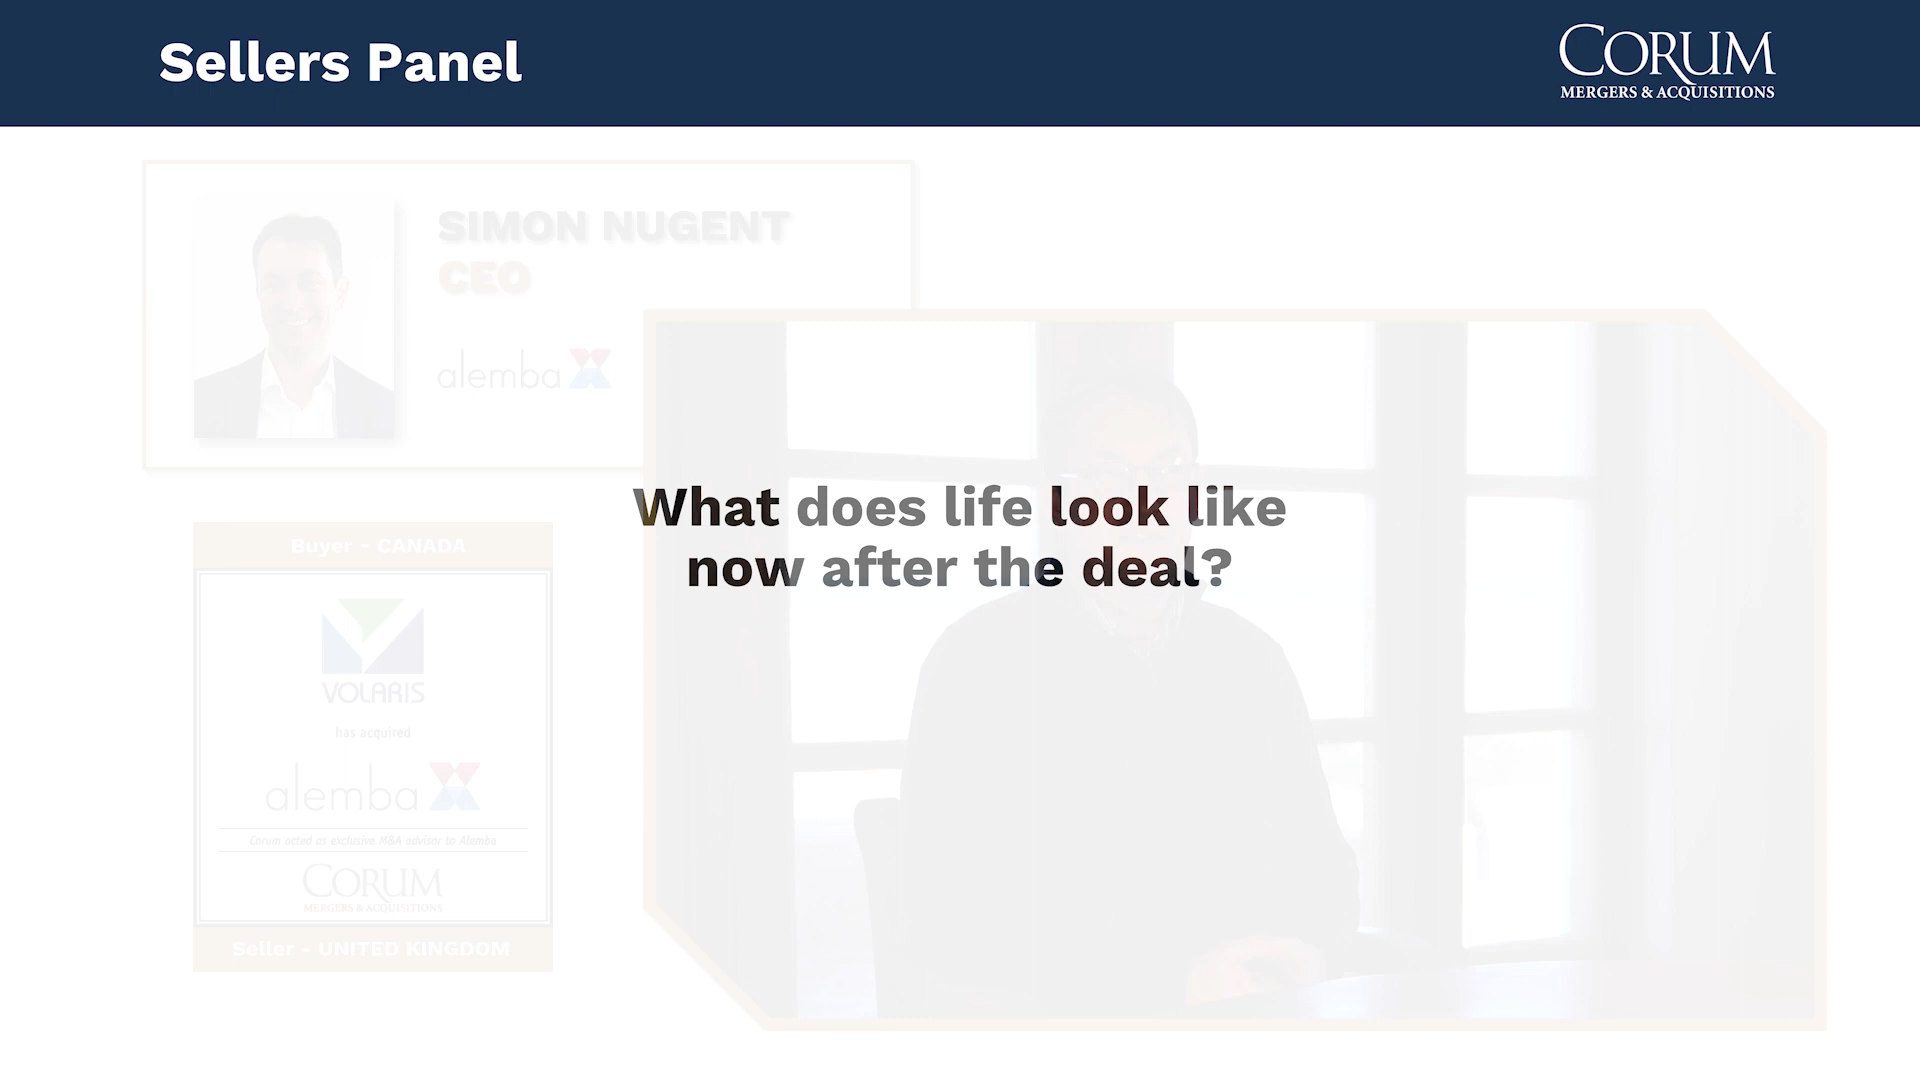 Sellers Panel
CORUM
MERGERS & ACQUISITIONS
SIMON NUGENT
CEO
alemba
What does life look like
now after the deal?
Buyer - CANADA
VOLARIS
has acquired
alemba
Corum acted as exclusive M&A advisor to Alemba
CORUM
MERGERS & ACQUISITIONS
Seller - UNITED KINGDOM